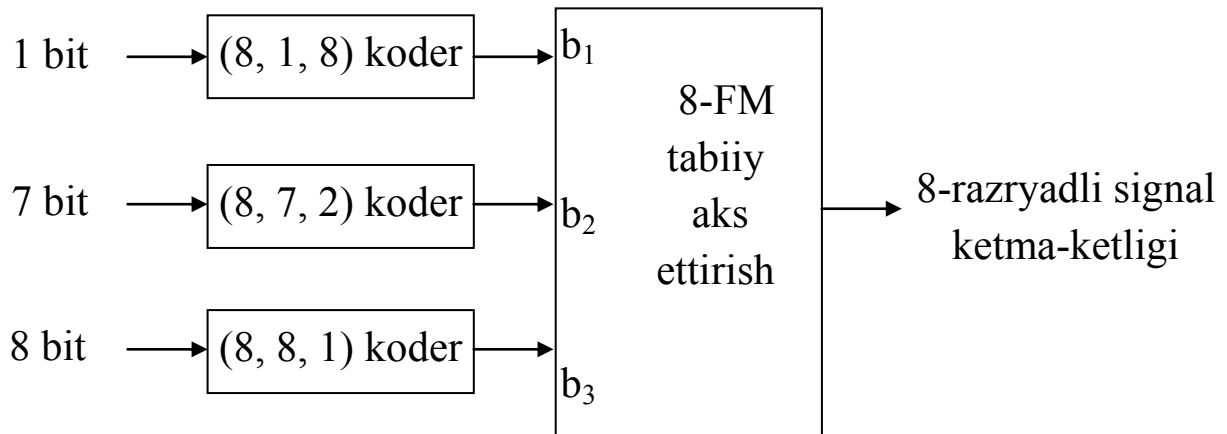 1 bit
(8, 1, 8) koder
b₁
8-FM
tabiiy
aks
ettirish
7 bit
(8, 7, 2) koder
b₂
8-razryadli signal
ketma-ketligi
8 bit
(8, 8, 1) koder
b₃